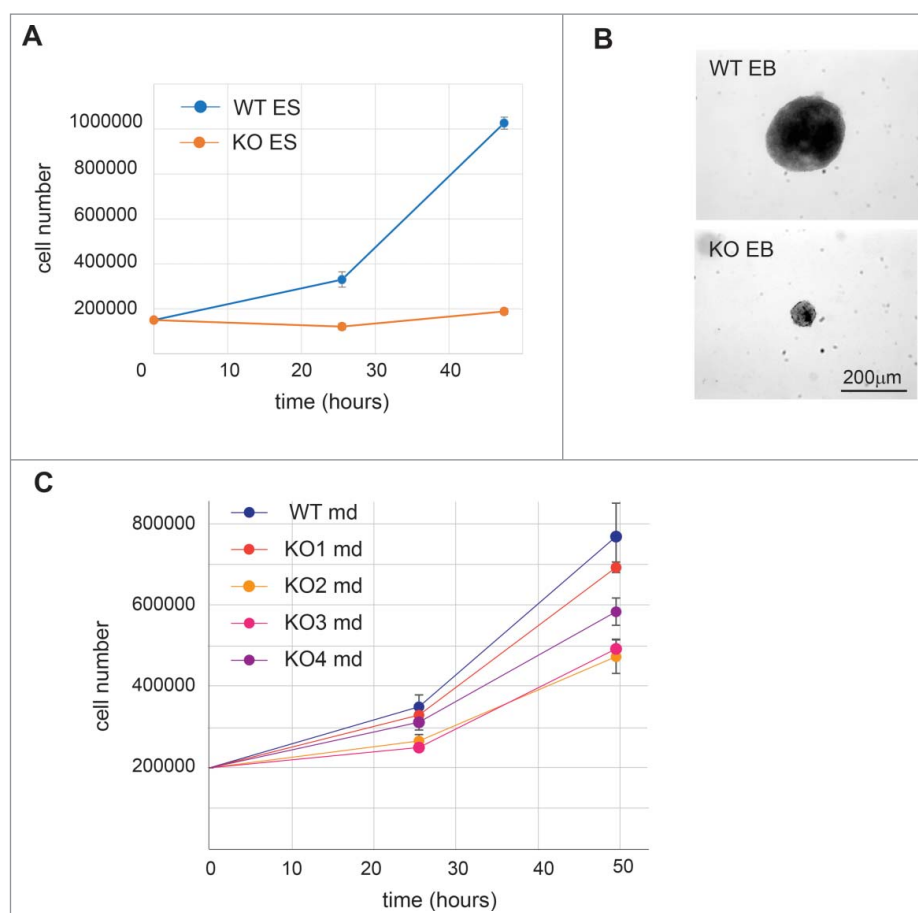 A
WT ES
KO ES
1000000
800000
600000
400000
200000
cell number
0 10 20 30 40
time (hours)
B
WT EB
KO EB
200μm
C
WT md
KO1 md
KO2 md
KO3 md
KO4 md
800000
600000
400000
200000
cell number
0 10 20 30 40 50
time (hours)